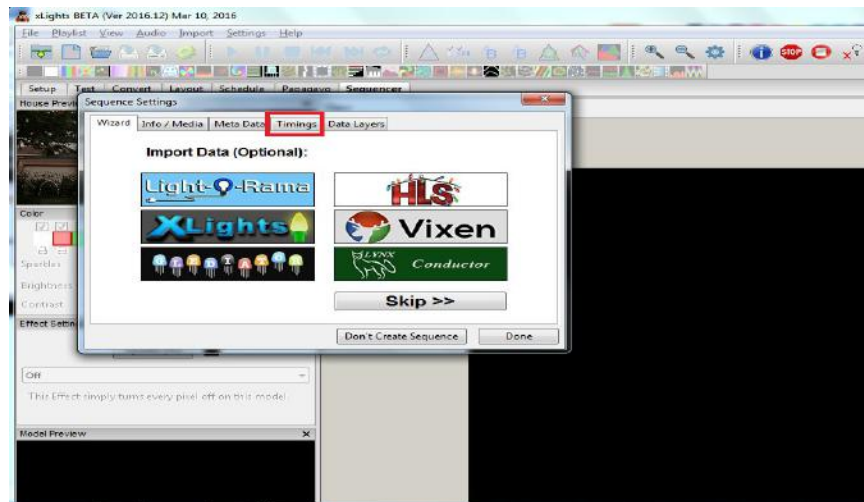 xLights BETA (Ver 2016.12) Mar 10, 2016
File Playlist View Audio Import Settings Help
Setup Test Convert Layout Schedule Papagayo Sequencer
House Previ
Sequence Settings
Wizard Info / Media Meta Data Timings Data Layers
Import Data (Optional):
Light-O-Rama
HLS
XLights
Vixen
LYNX
Conductor
Skip >>
Don't Create Sequence Done
Color
Sparkles
Brightness
Contrast
Effect Settin
Off
This Effect simply turns every pixel off on this model
Model Preview